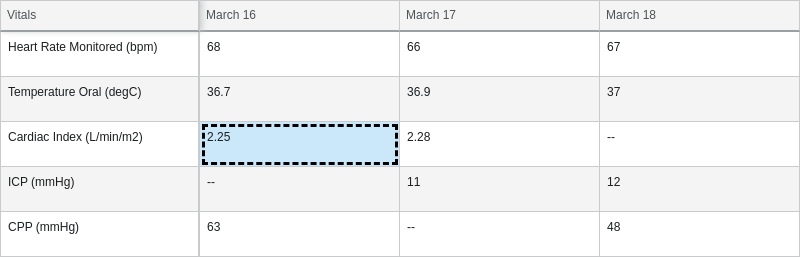 Vitals March 16 March 17 March 18
Heart Rate Monitored (bpm) 68 66 67
Temperature Oral (degC) 36.7 36.9 37
Cardiac Index (L/min/m2) 2.25 2.28 --
ICP (mmHg) -- 11 12
CPP (mmHg) 63 -- 48